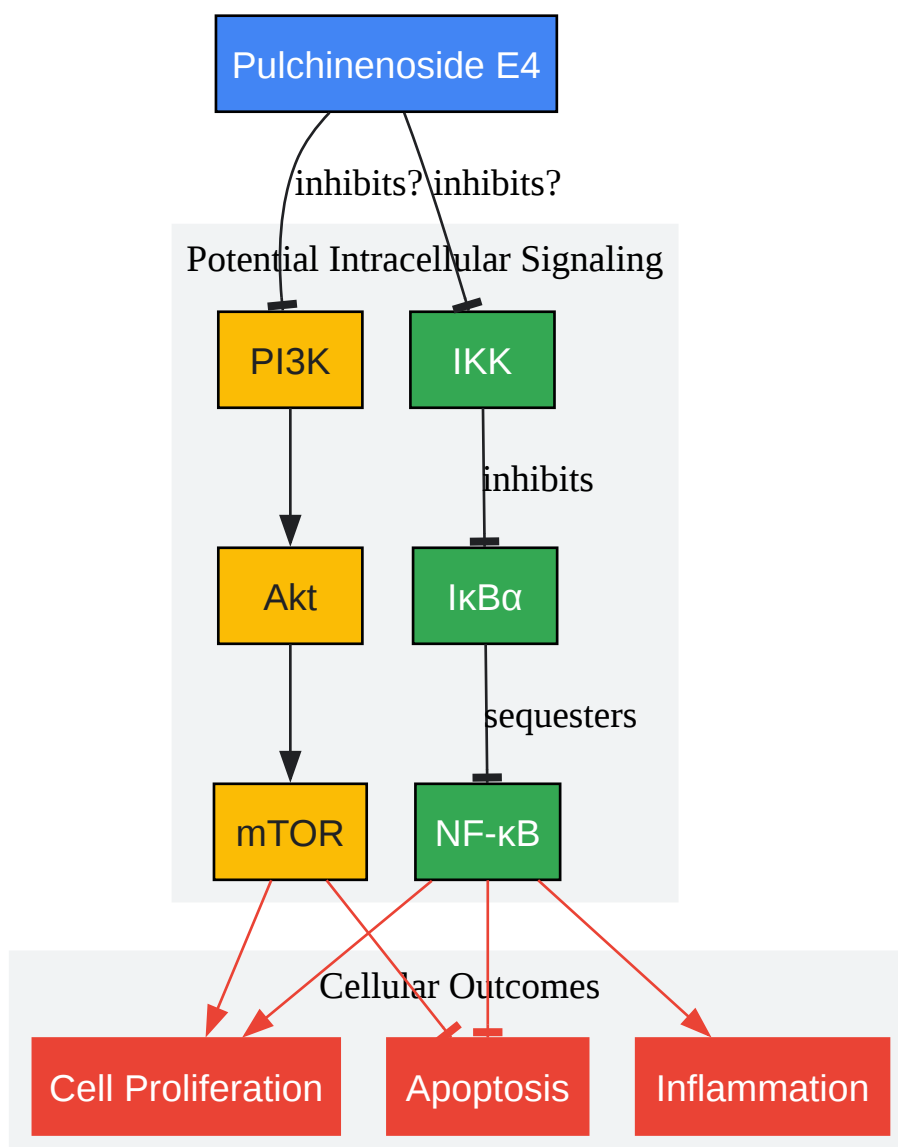 Pulchinenoside E4
inhibits? inhibits?
Potential Intracellular Signaling
PI3K
IKK
inhibits
Akt
IκBα
sequesters
mTOR
NF-κB
Cellular Outcomes
Cell Proliferation
Apoptosis
Inflammation